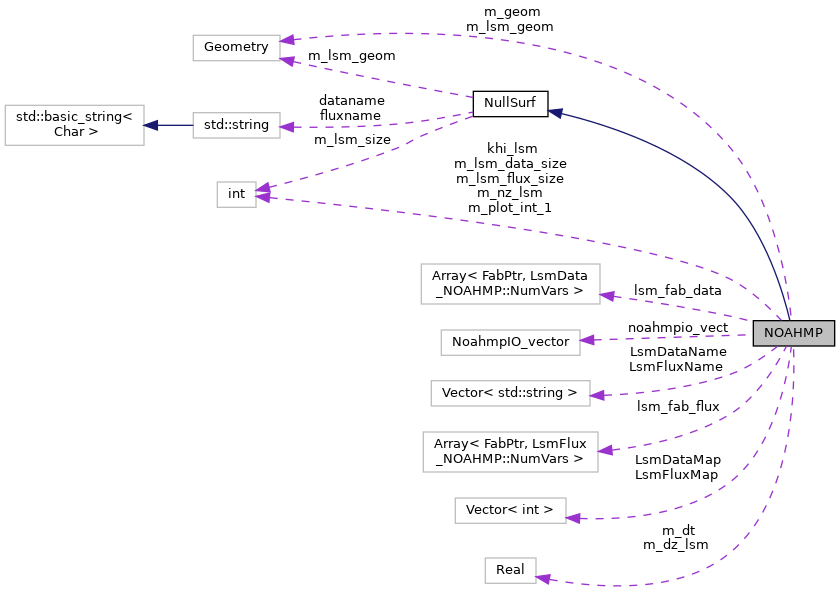 m_geom
m_lsm_geom
Geometry
m_lsm_geom
NullSurf
dataname
fluxname
std::basic_string<
Char >
std::string
m_lsm_size
khi_lsm
m_lsm_data_size
m_lsm_flux_size
m_nz_lsm
m_plot_int_1
int
Array< FabPtr, LsmData
_NOAHMP::NumVars >
lsm_fab_data
NOAHMP
noahmpio_vect
NoahmpIO_vector
LsmDataName
LsmFluxName
Vector< std::string >
lsm_fab_flux
Array< FabPtr, LsmFlux
_NOAHMP::NumVars >
LsmDataMap
LsmFluxMap
Vector< int >
m_dt
m_dz_lsm
Real